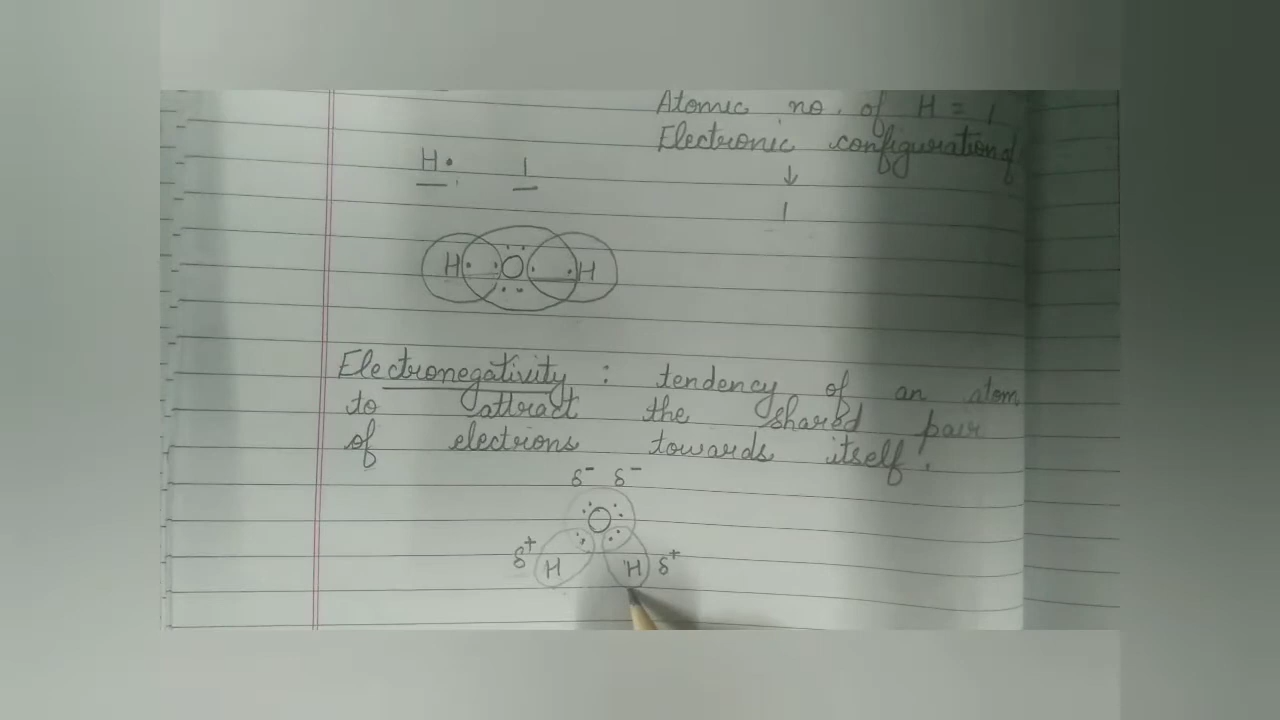 Atomic no. of H = 1
Electronic configuration of
↓
1
H• 1
H O H
Electronegativity : tendency of an atom
to attract the shared pair
of electrons towards itself.
δ⁻ δ⁻
O
δ⁺ H H δ⁺